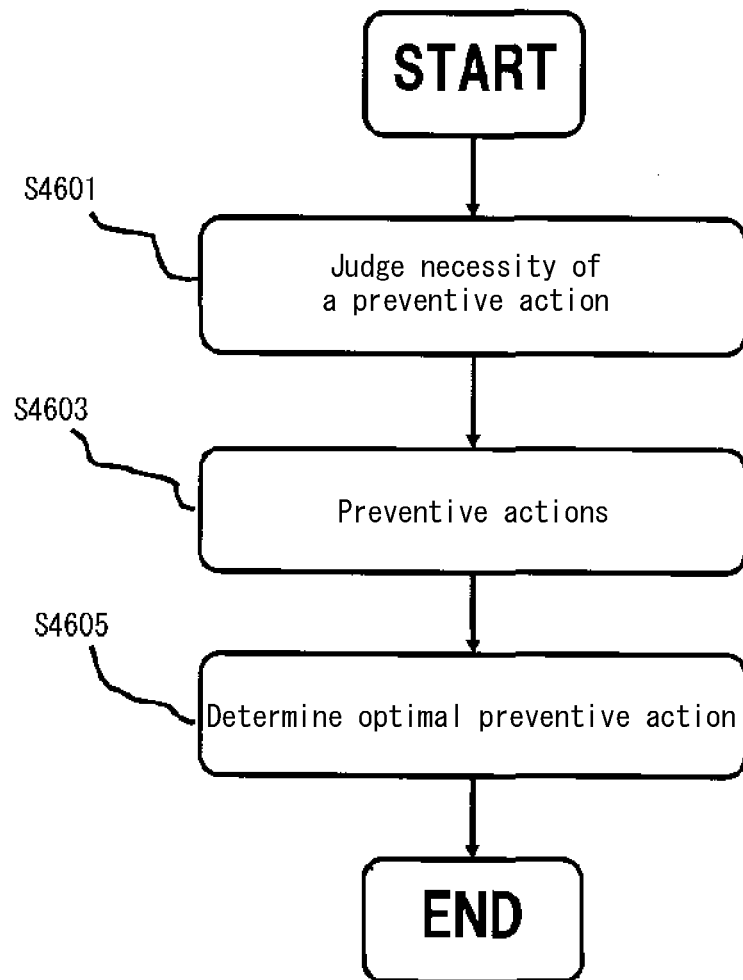 START
S4601
Judge necessity of
a preventive action
S4603
Preventive actions
S4605
Determine optimal preventive action
END